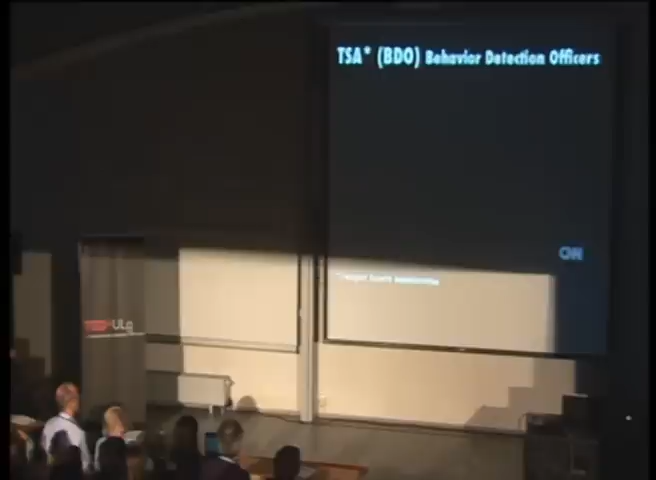 TSA* (BDO) Behavior Detection Officers
CNN
TEDxULg